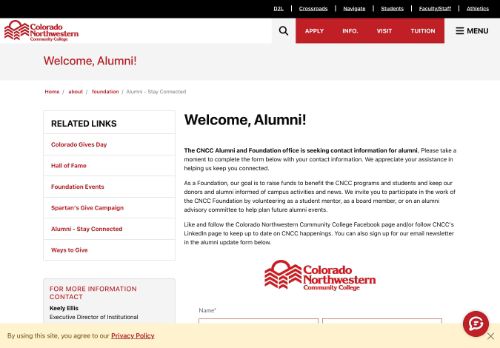 D2L Crossroads Navigate Students Faculty/Staff Athletics
Colorado
Northwestern
Community College
APPLY INFO. VISIT TUITION MENU
Welcome, Alumni!
Home / about / foundation / Alumni - Stay Connected
RELATED LINKS
Colorado Gives Day
Hall of Fame
Foundation Events
Spartan's Give Campaign
Alumni - Stay Connected
Ways to Give
FOR MORE INFORMATION
CONTACT
Keely Ellis
Executive Director of Institutional
Welcome, Alumni!
The CNCC Alumni and Foundation office is seeking contact information for alumni. Please take a
moment to complete the form below with your contact information. We appreciate your assistance in
helping us keep you connected.
As a Foundation, our goal is to raise funds to benefit the CNCC programs and students and keep our
donors and alumni informed of campus activities and news. We invite you to participate in the work of
the CNCC Foundation by volunteering as a student mentor, as a board member, or on an alumni
advisory committee to help plan future alumni events.
Like and follow the Colorado Northwestern Community College Facebook page and/or follow CNCC's
LinkedIn page to keep up to date on CNCC happenings. You can also sign up for our email newsletter
in the alumni update form below.
Colorado
Northwestern
Community College
Name*
By using this site, you agree to our Privacy Policy